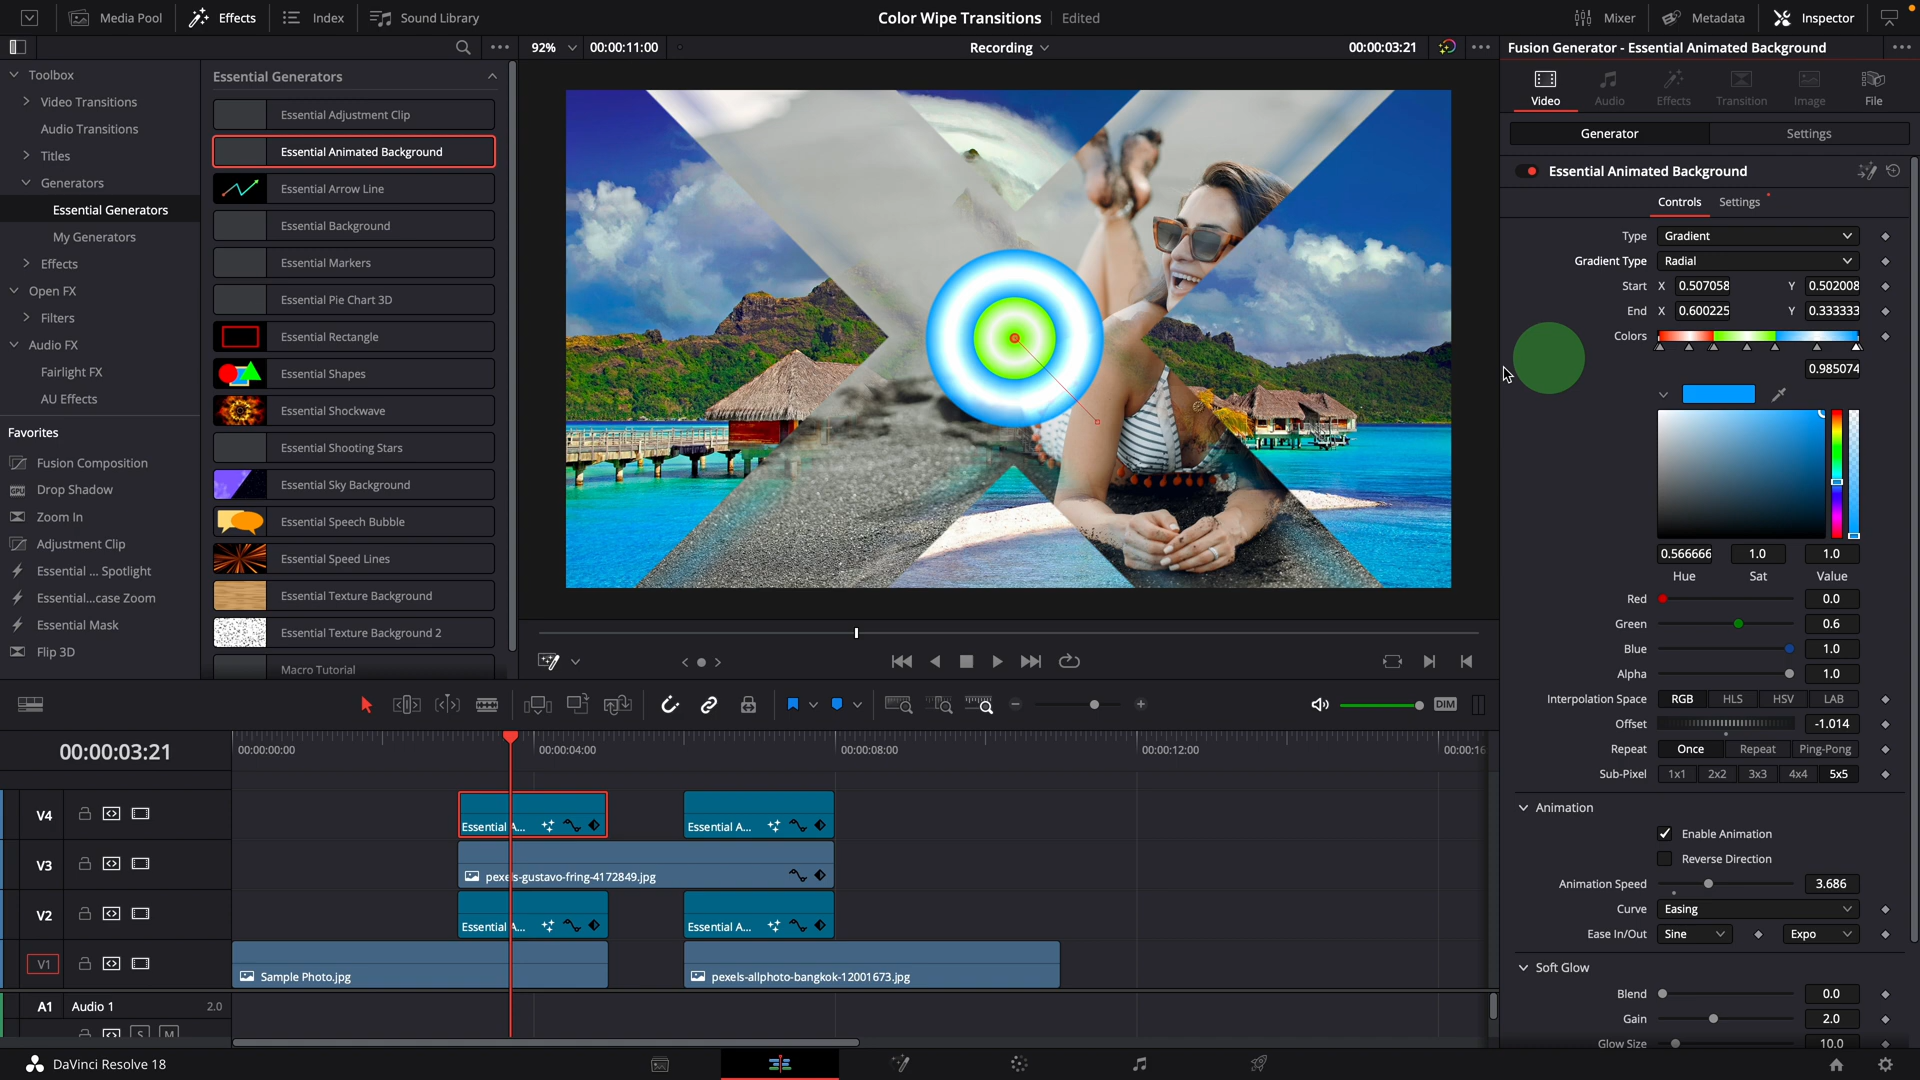 Media Pool
Effects
Index
Sound Library
Color Wipe Transitions
Edited
Mixer
Metadata
Inspector
92%
00:00:11:00
Recording
00:00:03:21
Fusion Generator - Essential Animated Background
Toolbox
Video Transitions
Audio Transitions
Titles
Generators
Essential Generators
My Generators
Effects
Open FX
Filters
Audio FX
Fairlight FX
AU Effects
Favorites
Fusion Composition
Drop Shadow
Zoom In
Adjustment Clip
Essential ... Spotlight
Essential...case Zoom
Essential Mask
Flip 3D
Essential Generators
Essential Adjustment Clip
Essential Animated Background
Essential Arrow Line
Essential Background
Essential Markers
Essential Pie Chart 3D
Essential Rectangle
Essential Shapes
Essential Shockwave
Essential Shooting Stars
Essential Sky Background
Essential Speech Bubble
Essential Speed Lines
Essential Texture Background
Essential Texture Background 2
Macro Tutorial
Video
Audio
Effects
Transition
Image
File
Generator
Settings
Essential Animated Background
Controls
Settings
Type Gradient
Gradient Type Radial
Start X 0.507058 Y 0.502008
End X 0.600225 Y 0.333333
Colors
0.985074
0.566666 1.0 1.0
Hue Sat Value
Red 0.0
Green 0.6
Blue 1.0
Alpha 1.0
Interpolation Space RGB HLS HSV LAB
Offset -1.014
Repeat Once Repeat Ping-Pong
Sub-Pixel 1x1 2x2 3x3 4x4 5x5
Animation
Enable Animation
Reverse Direction
Animation Speed 3.686
Curve Easing
Ease In/Out Sine Expo
Soft Glow
Blend 0.0
Gain 2.0
Glow Size 10.0
DIM
00:00:03:21
00:00:00:00
00:00:04:00
00:00:08:00
00:00:12:00
00:00:16
V4
Essential A...
Essential A...
V3
pexels-gustavo-fring-4172849.jpg
V2
Essential A...
Essential A...
V1
Sample Photo.jpg
pexels-allphoto-bangkok-12001673.jpg
A1 Audio 1 2.0
S M
DaVinci Resolve 18